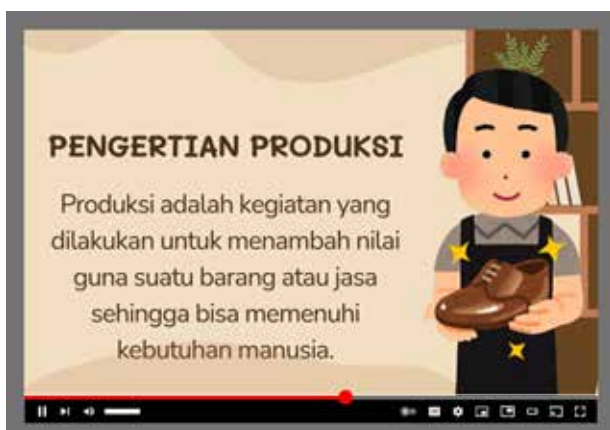 PENGERTIAN PRODUKSI
Produksi adalah kegiatan yang
dilakukan untuk menambah nilai
guna suatu barang atau jasa
sehingga bisa memenuhi
kebutuhan manusia.